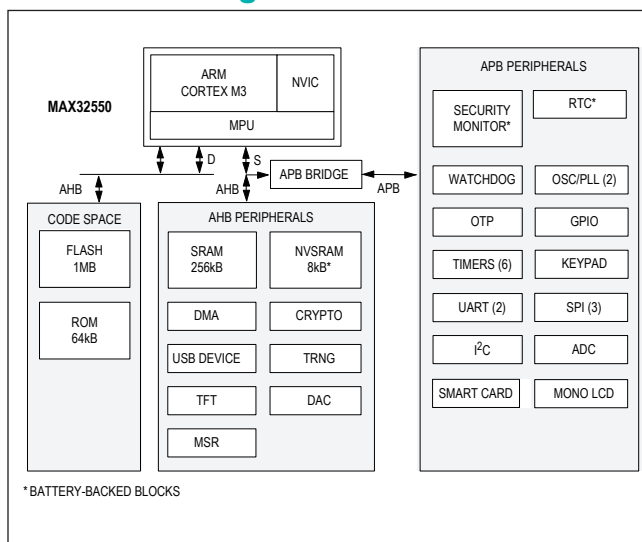 ARM
CORTEX M3
NVIC
MAX32550
MPU
D
S
AHB
AHB
APB BRIDGE
APB
CODE SPACE
FLASH
1MB
ROM
64kB
AHB PERIPHERALS
SRAM
256kB
NVSRAM
8kB*
DMA
CRYPTO
USB DEVICE
TRNG
TFT
DAC
MSR
APB PERIPHERALS
SECURITY
MONITOR*
RTC*
WATCHDOG
OSC/PLL (2)
OTP
GPIO
TIMERS (6)
KEYPAD
UART (2)
SPI (3)
I²C
ADC
SMART CARD
MONO LCD
* BATTERY-BACKED BLOCKS